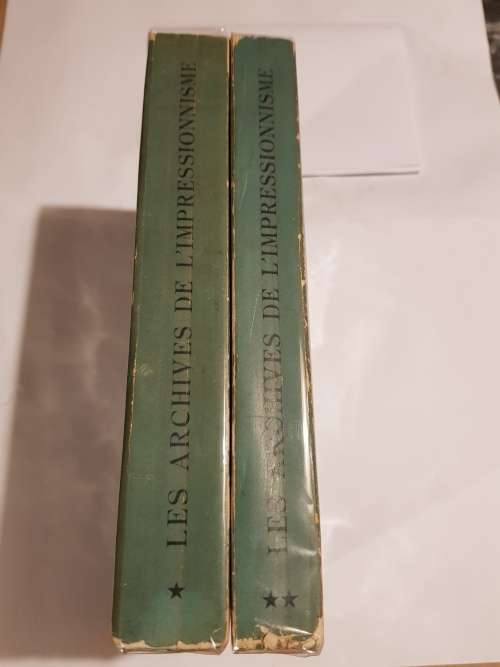 LES ARCHIVES DE L'IMPRESSIONNISME
★
LES ARCHIVES DE L'IMPRESSIONNISME
★★